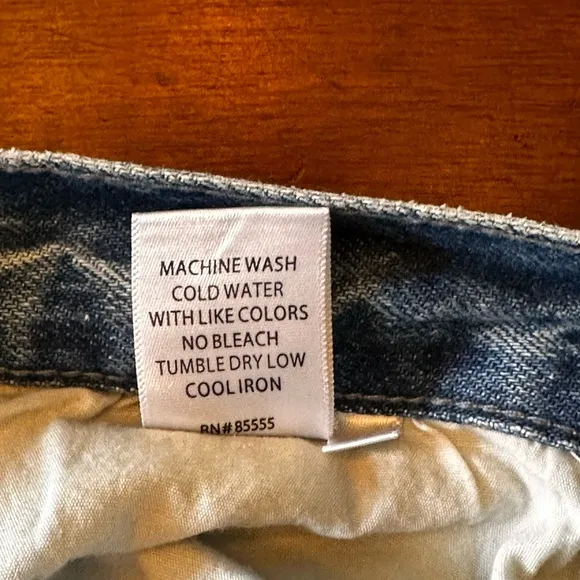 MACHINE WASH
COLD WATER
WITH LIKE COLORS
NO BLEACH
TUMBLE DRY LOW
COOL IRON
RN# 85555